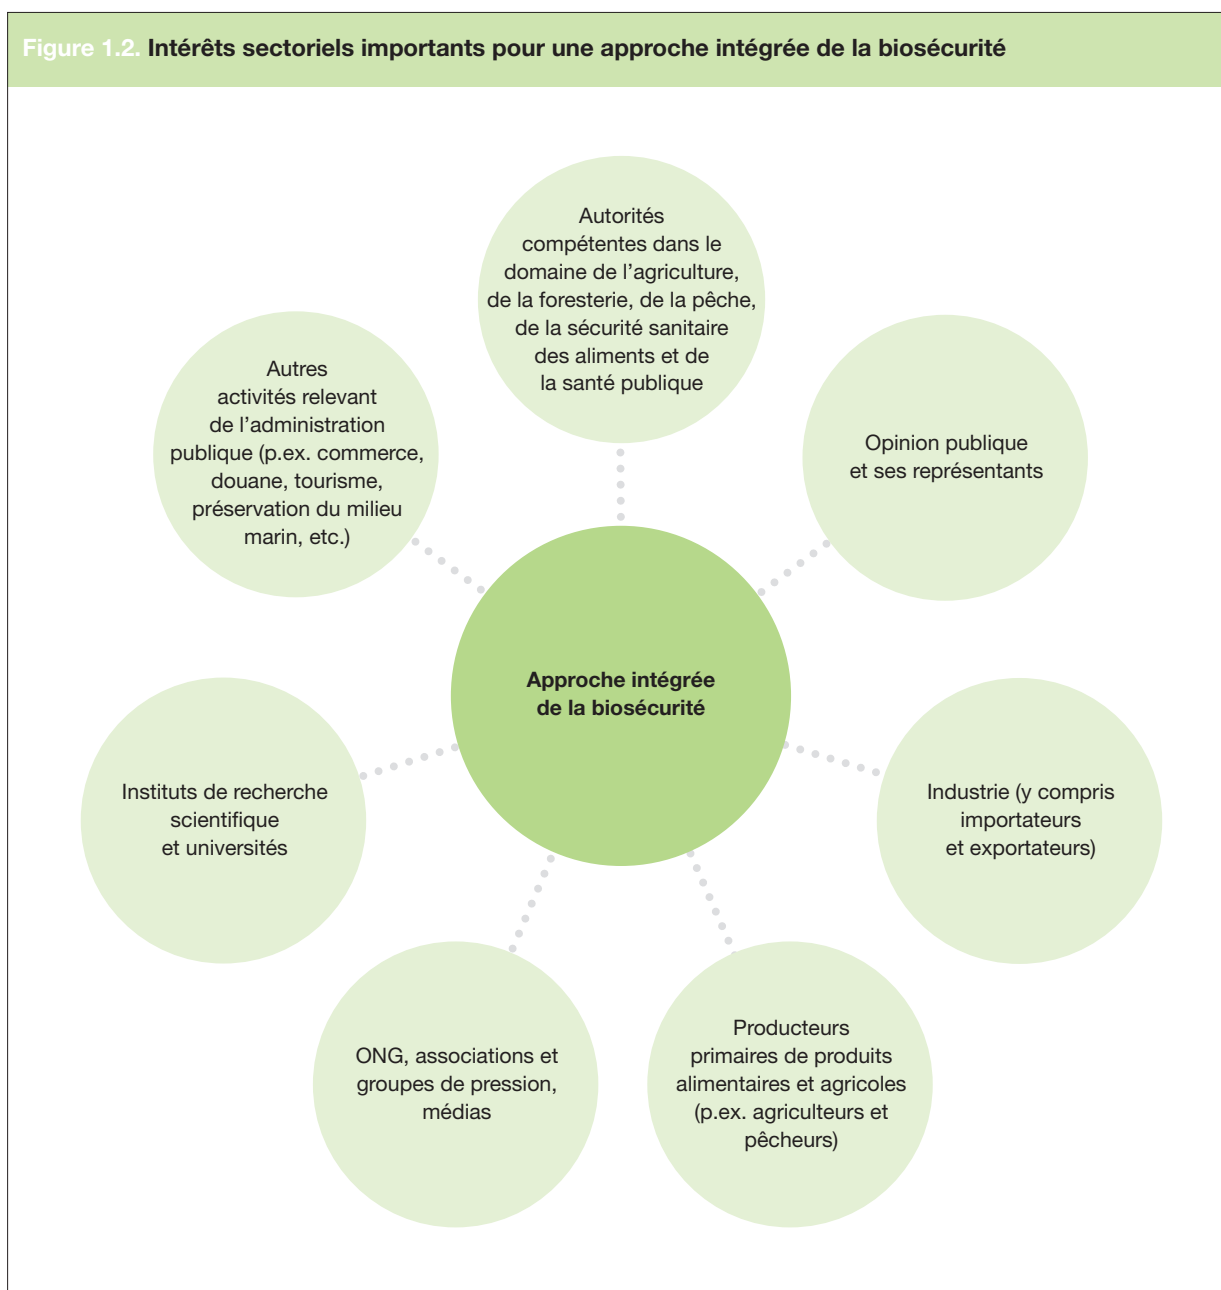 Figure 1.2. Intérêts sectoriels importants pour une approche intégrée de la biosécurité
Autorités
compétentes dans le
domaine de l’agriculture,
de la foresterie, de la pêche,
de la sécurité sanitaire
des aliments et de
la santé publique
Autres
activités relevant
de l’administration
publique (p.ex. commerce,
douane, tourisme,
préservation du milieu
marin, etc.)
Opinion publique
et ses représentants
Approche intégrée
de la biosécurité
Instituts de recherche
scientifique
et universités
Industrie (y compris
importateurs
et exportateurs)
ONG, associations et
groupes de pression,
médias
Producteurs
primaires de produits
alimentaires et agricoles
(p.ex. agriculteurs et
pêcheurs)